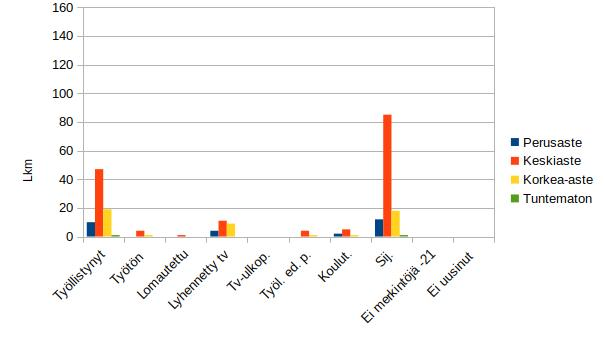 160
140
120
100
80
60
40
20
0
Lkm
Työllistynyt
Työtön
Lomautettu
Lyhennetty tv
Tv-ulkop.
Työl. ed. p.
Koulut.
Sij.
Ei merkintöjä -21
Ei uusinut
Perusaste
Keskiaste
Korkea-aste
Tuntematon